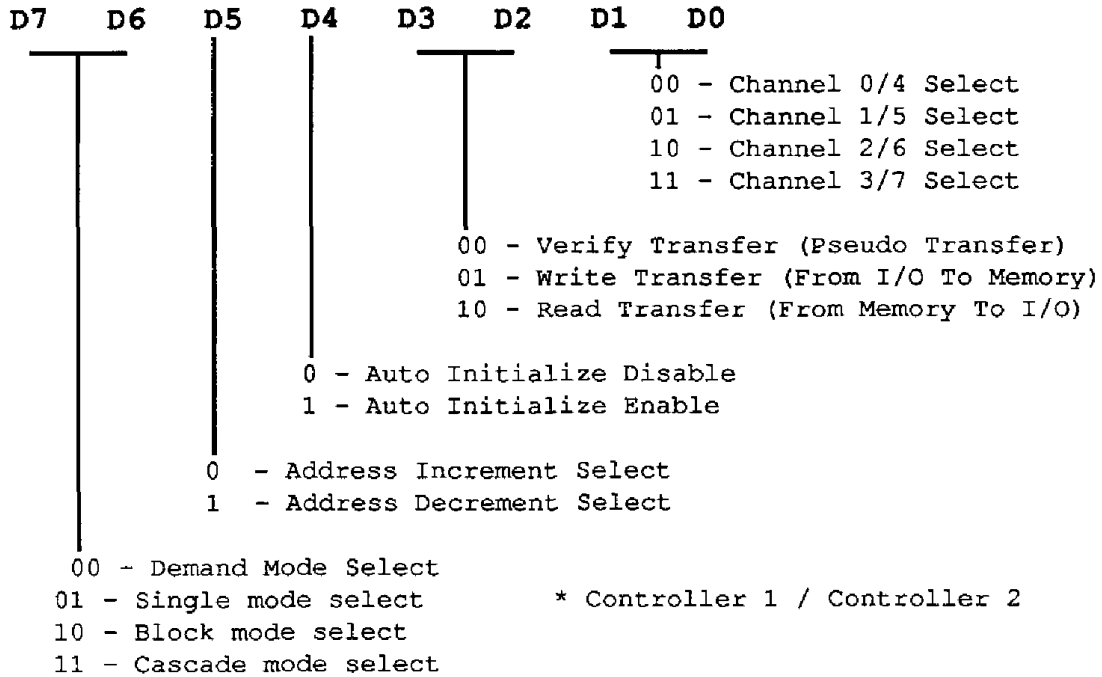 D7 D6 D5 D4 D3 D2 D1 D0
00 - Channel 0/4 Select
01 - Channel 1/5 Select
10 - Channel 2/6 Select
11 - Channel 3/7 Select
00 - Verify Transfer (Pseudo Transfer)
01 - Write Transfer (From I/O To Memory)
10 - Read Transfer (From Memory To I/O)
0 - Auto Initialize Disable
1 - Auto Initialize Enable
0 - Address Increment Select
1 - Address Decrement Select
00 - Demand Mode Select
01 - Single mode select * Controller 1 / Controller 2
10 - Block mode select
11 - Cascade mode select